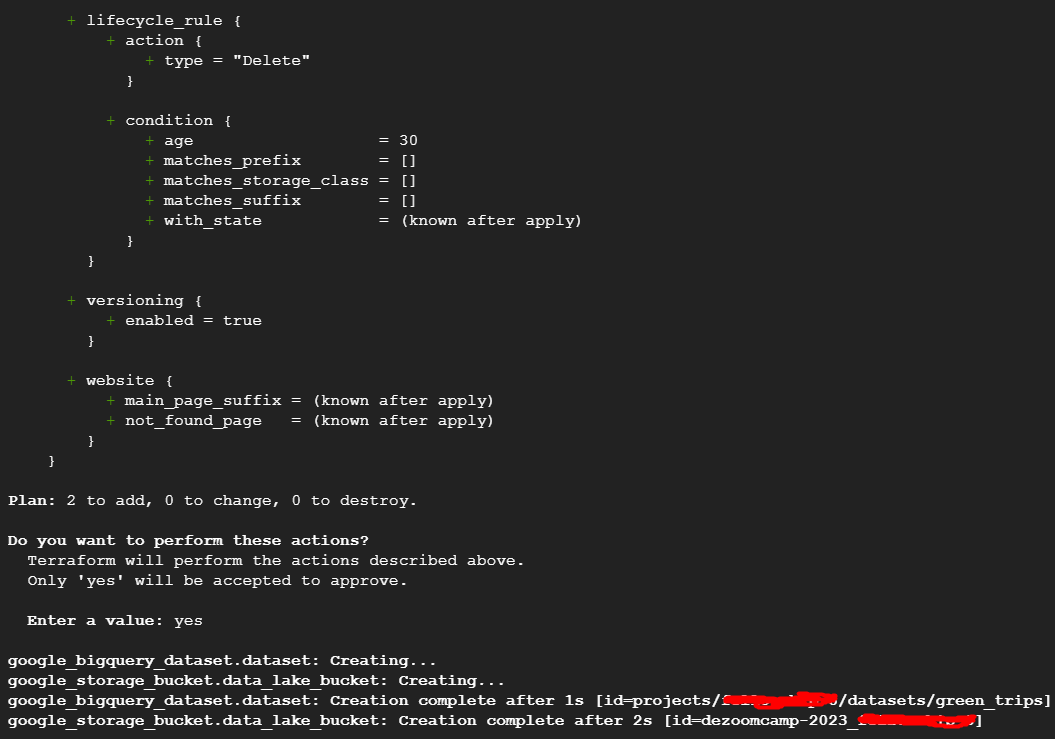 + lifecycle_rule {
+ action {
+ type = "Delete"
}
+ condition {
+ age = 30
+ matches_prefix = []
+ matches_storage_class = []
+ matches_suffix = []
+ with_state = (known after apply)
}
}
+ versioning {
+ enabled = true
}
+ website {
+ main_page_suffix = (known after apply)
+ not_found_page = (known after apply)
}
}
Plan: 2 to add, 0 to change, 0 to destroy.
Do you want to perform these actions?
Terraform will perform the actions described above.
Only 'yes' will be accepted to approve.
Enter a value: yes
google_bigquery_dataset.dataset: Creating...
google_storage_bucket.data_lake_bucket: Creating...
google_bigquery_dataset.dataset: Creation complete after 1s [id=projects/ /datasets/green_trips]
google_storage_bucket.data_lake_bucket: Creation complete after 2s [id=dezoomcamp-2023_ ]